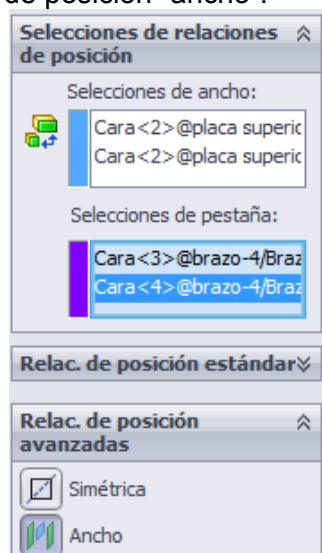 de posición "ancho".
Selecciones de relaciones
de posición
Selecciones de ancho:
Cara<2>@placa superic
Cara<2>@placa superic
Selecciones de pestaña:
Cara<3>@brazo-4/Braz
Cara<4>@brazo-4/Braz
Relac. de posición estándar
Relac. de posición
avanzadas
Simétrica
Ancho